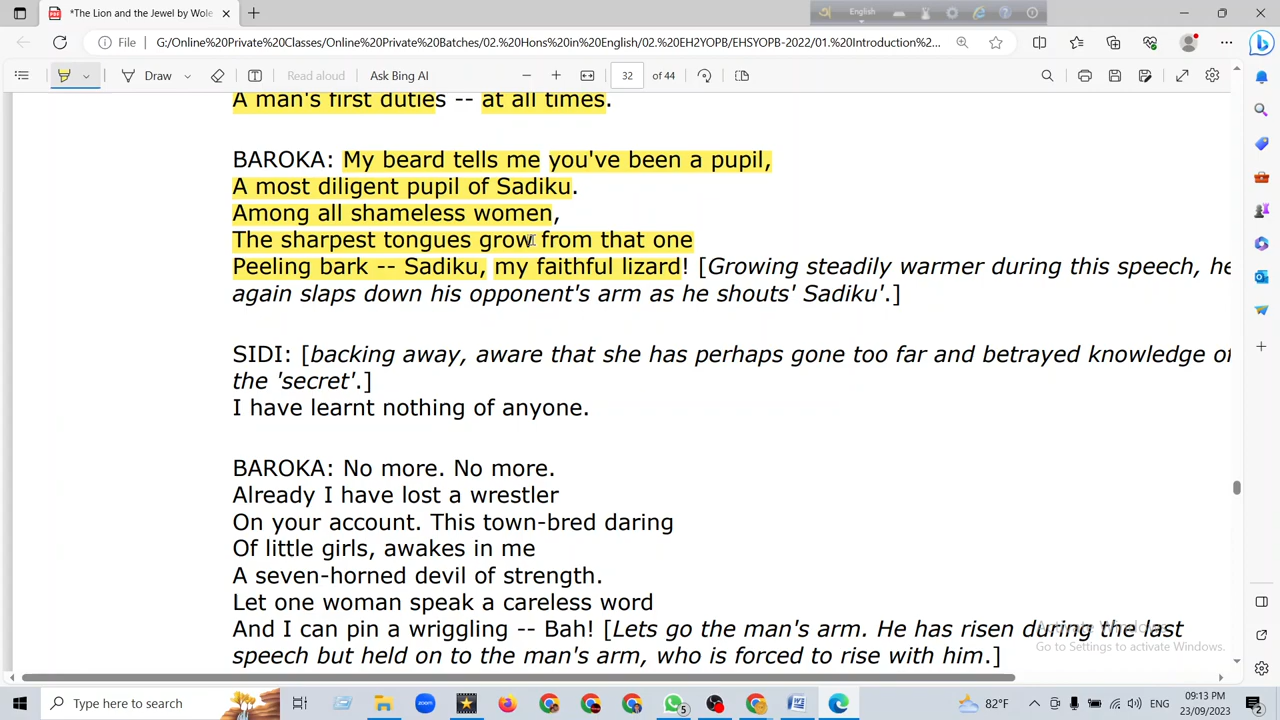 *The Lion and the Jewel by Wole
English
File
G:/Online%20Private%20Classes/Online%20Private%20Batches/02.%20Hons%20in%20English/02.%20EH2YOPB/EHSYOPB-2022/01.%20Introduction%20...
Draw
Read aloud
Ask Bing AI
32
of 44
A man's first duties -- at all times.
BAROKA: My beard tells me you've been a pupil,
A most diligent pupil of Sadiku.
Among all shameless women,
The sharpest tongues grow from that one
Peeling bark -- Sadiku, my faithful lizard! [Growing steadily warmer during this speech, he
again slaps down his opponent's arm as he shouts' Sadiku'.]
SIDI: [backing away, aware that she has perhaps gone too far and betrayed knowledge of
the 'secret'.]
I have learnt nothing of anyone.
BAROKA: No more. No more.
Already I have lost a wrestler
On your account. This town-bred daring
Of little girls, awakes in me
A seven-horned devil of strength.
Let one woman speak a careless word
And I can pin a wriggling -- Bah! [Lets go the man's arm. He has risen during the last
speech but held on to the man's arm, who is forced to rise with him.]
Activate Windows
Go to Settings to activate Windows.
Type here to search
zoom
5
82°F
ENG
09:13 PM
23/09/2023
2